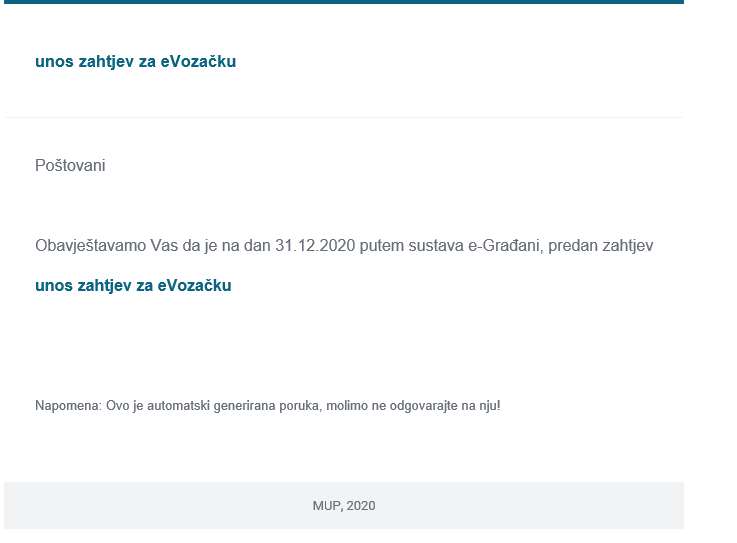 unos zahtjev za eVozačku
Poštovani
Obavještavamo Vas da je na dan 31.12.2020 putem sustava e-Građani, predan zahtjev
unos zahtjev za eVozačku
Napomena: Ovo je automatski generirana poruka, molimo ne odgovarajte na nju!
MUP, 2020